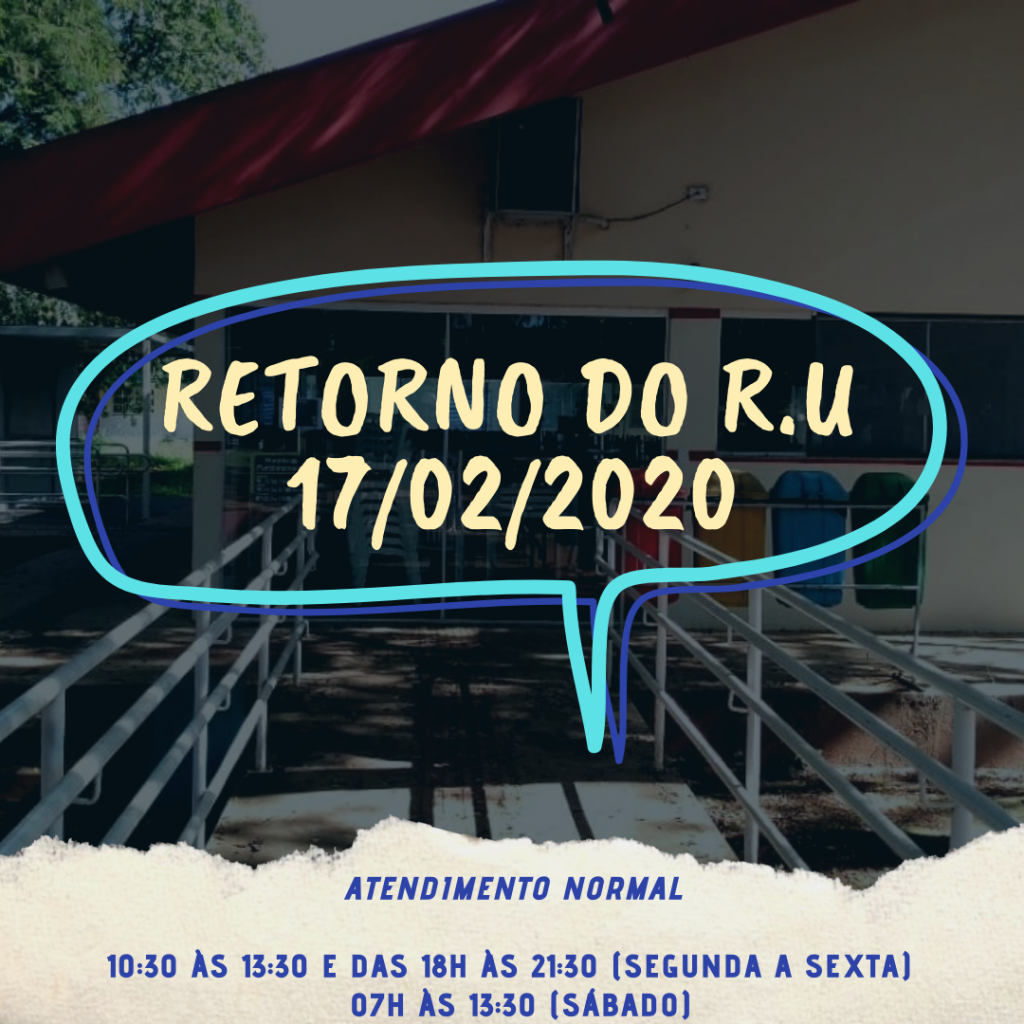 RETORNO DO R.U
17/02/2020
ATENDIMENTO NORMAL
10:30 ÀS 13:30 E DAS 18H ÀS 21:30 (SEGUNDA A SEXTA)
07H ÀS 13:30 (SÁBADO)